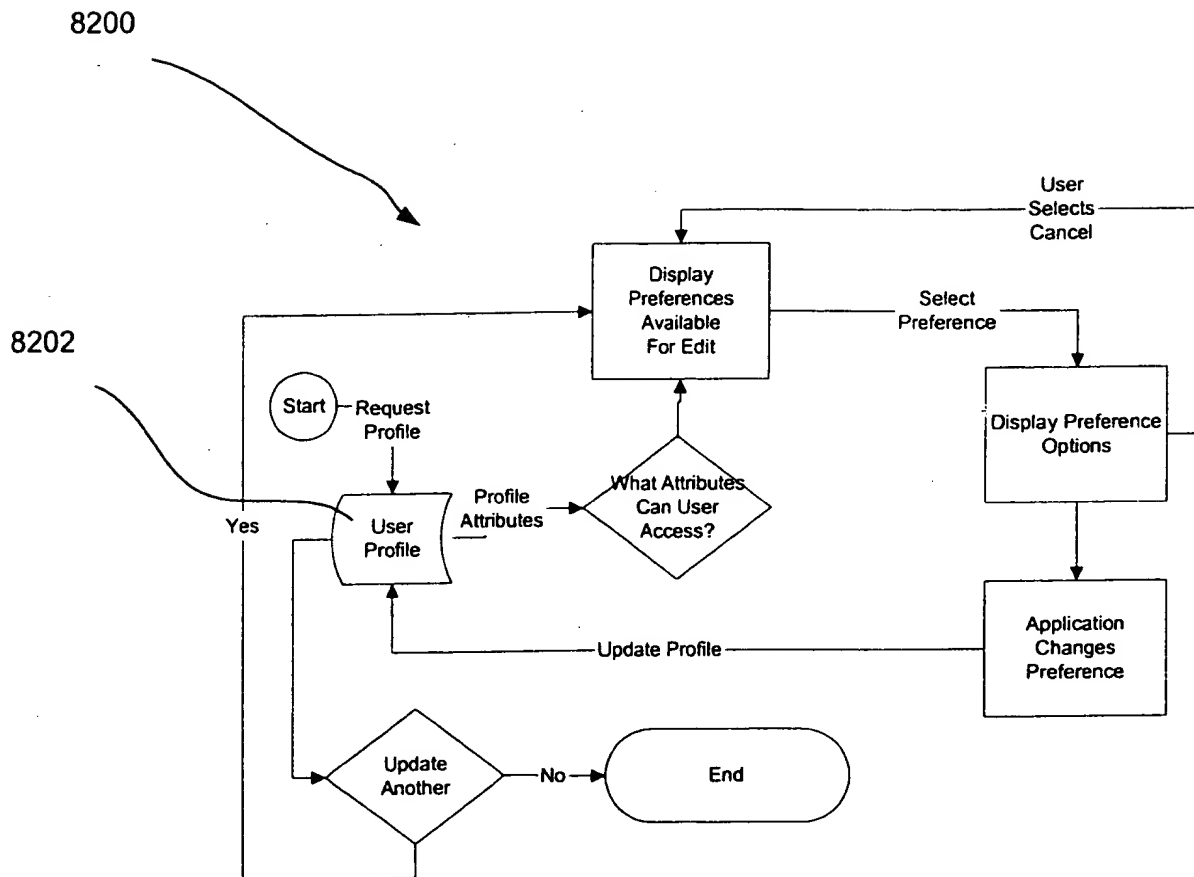 8200
User
Selects
Cancel
Display
Preferences
Available
For Edit
Select
Preference
8202
Start
Request
Profile
Display Preference
Options
What Attributes
Can User
Access?
Profile
Attributes
User
Profile
Yes
Application
Changes
Preference
Update Profile
Update
Another
No
End